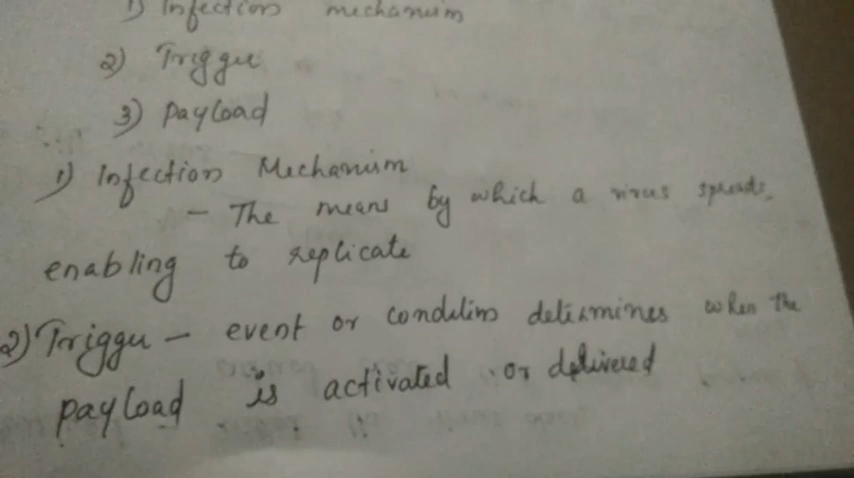 1) Infection mechanism
2) Trigger
3) Payload
1) Infection Mechanism
- The means by which a virus spreads,
enabling to replicate
2) Trigger - event or condition determines when the
payload is activated or delivered